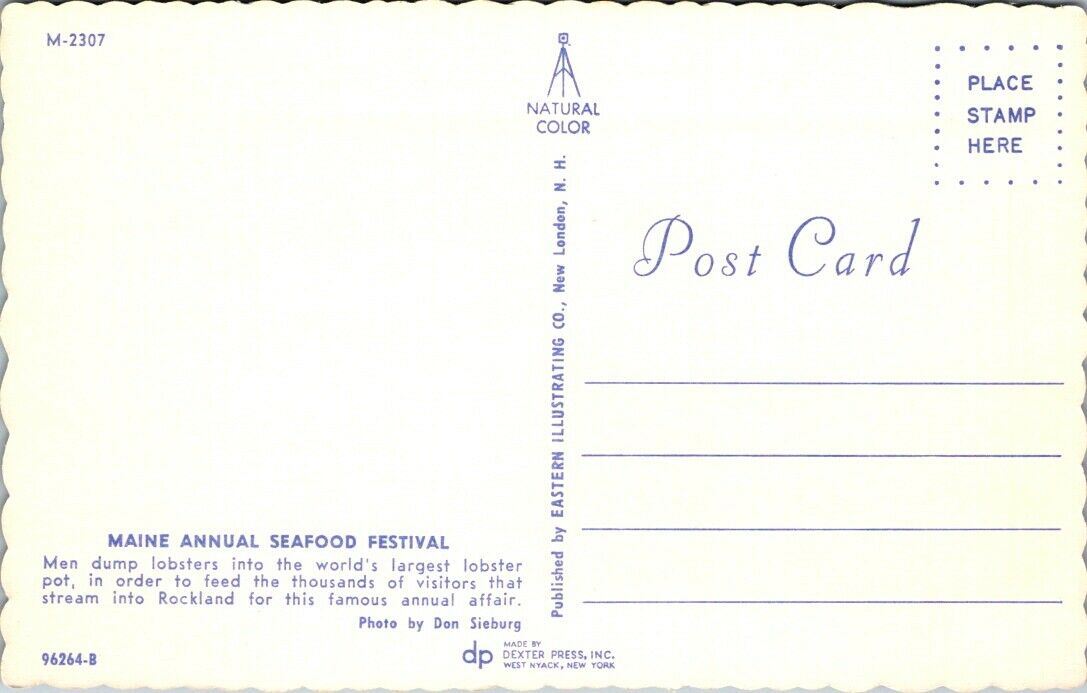 M-2307
NATURAL
COLOR
PLACE
STAMP
HERE
Post Card
Published by EASTERN ILLUSTRATING CO., New London, N. H.
MAINE ANNUAL SEAFOOD FESTIVAL
Men dump lobsters into the world's largest lobster
pot, in order to feed the thousands of visitors that
stream into Rockland for this famous annual affair.
Photo by Don Sieburg
96264-B
dp
MADE BY
DEXTER PRESS, INC.
WEST NYACK, NEW YORK